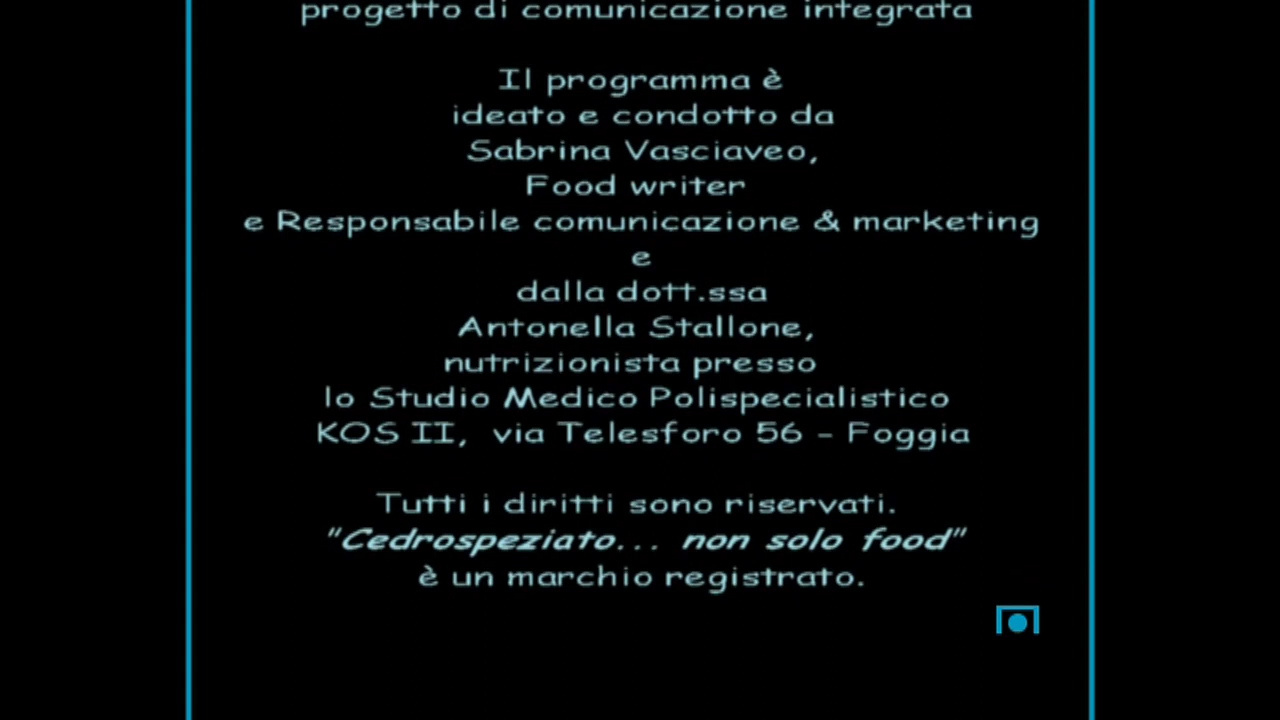 progetto di comunicazione integrata
Il programma è
ideato e condotto da
Sabrina Vasciaveo,
Food writer
e Responsabile comunicazione & marketing
e
dalla dott.ssa
Antonella Stallone,
nutrizionista presso
lo Studio Medico Polispecialistico
KOS II, via Telesforo 56 - Foggia
Tutti i diritti sono riservati.
"Cedrospeziato... non solo food"
è un marchio registrato.